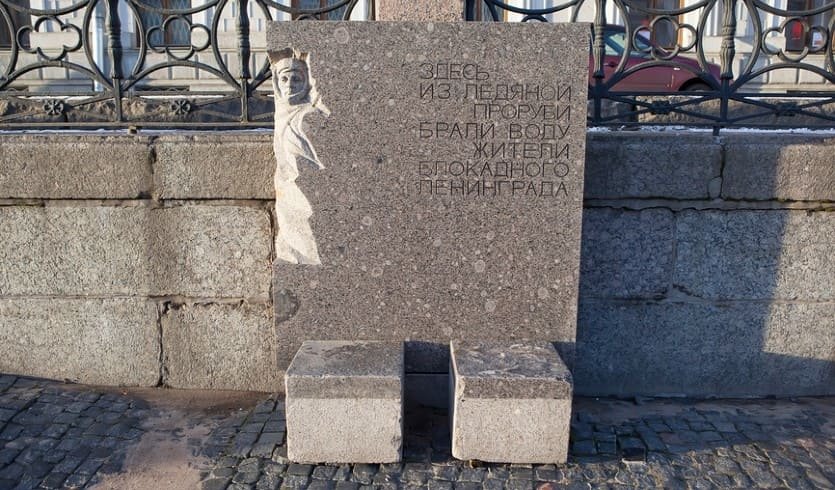 ЗДЕСЬ
ИЗ ЛЕДЯНОЙ
ПРОРУБИ
БРАЛИ ВОДУ
ЖИТЕЛИ
БЛОКАДНОГО
ЛЕНИНГРАДА